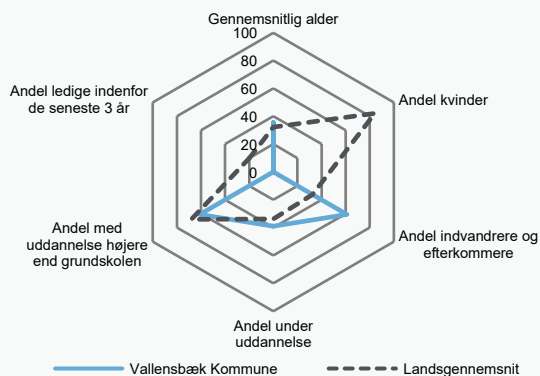 Gennemsnitlig alder
100
80
60
40
20
0
Andel kvinder
Andel indvandrere og
efterkommere
Andel under
uddannelse
Andel med
uddannelse højere
end grundskolen
Andel ledige indenfor
de seneste 3 år
Vallensbæk Kommune
Landsgennemsnit